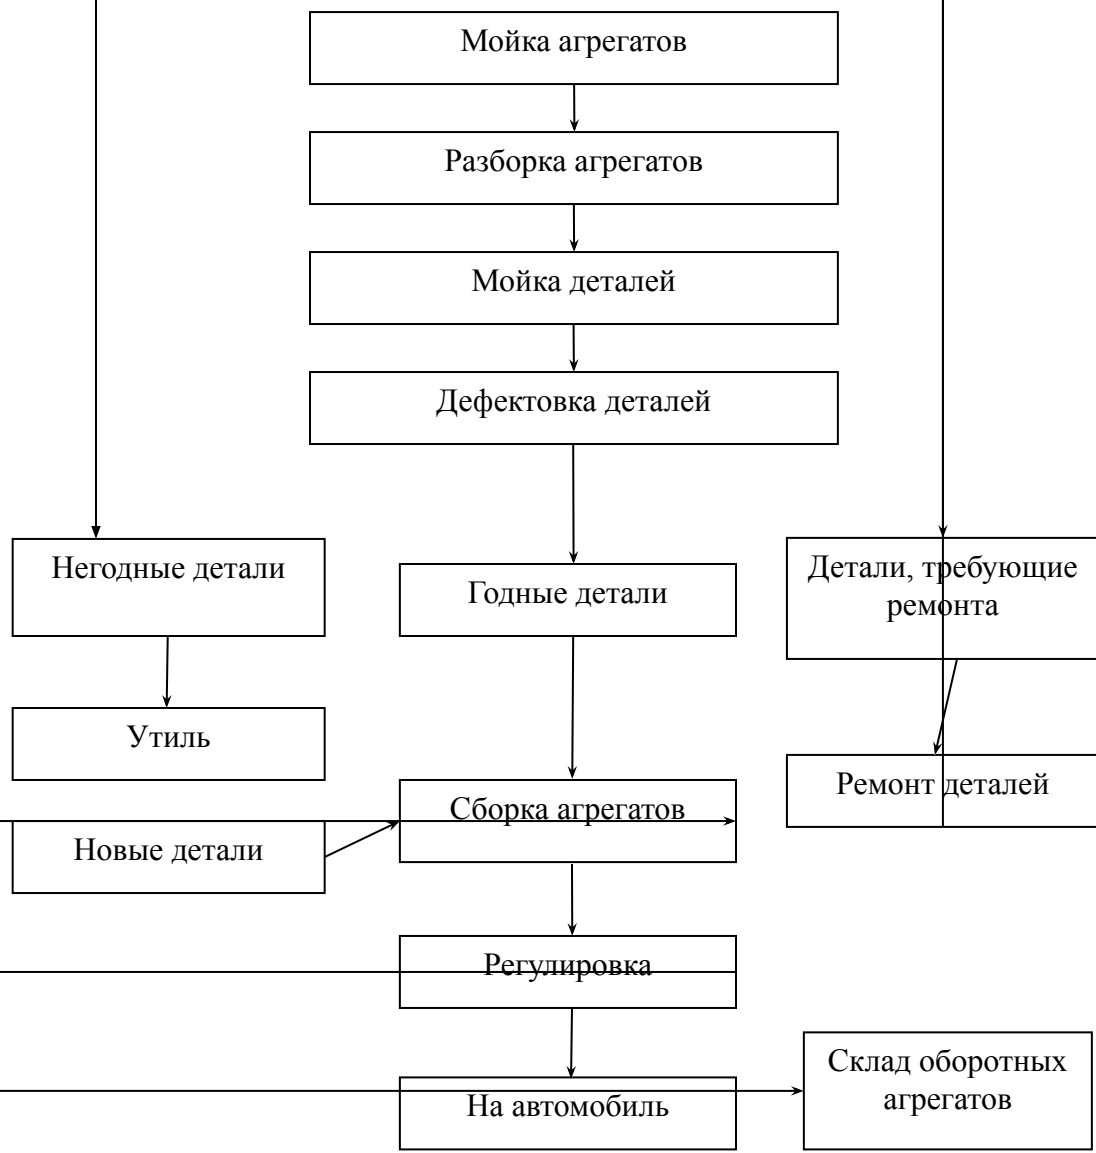 Мойка агрегатов
Разборка агрегатов
Мойка деталей
Дефектовка деталей
Негодные детали
Годные детали
Детали, требующие
ремонта
Утиль
Ремонт деталей
Сборка агрегатов
Новые детали
Регулировка
На автомобиль
Склад оборотных
агрегатов